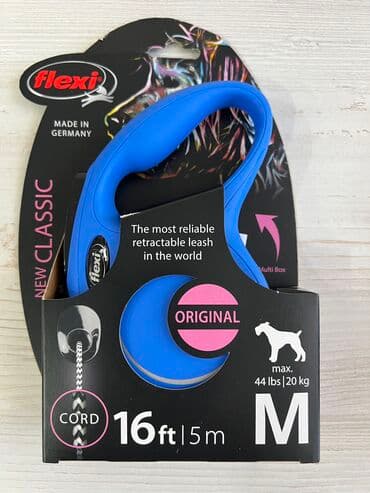 flexi
MADE IN
GERMANY
NEW CLASSIC
The most reliable
retractable leash
in the world
flexi
Multi Box
ORIGINAL
max.
44 lbs|20 kg
CORD
16ft|5m
M